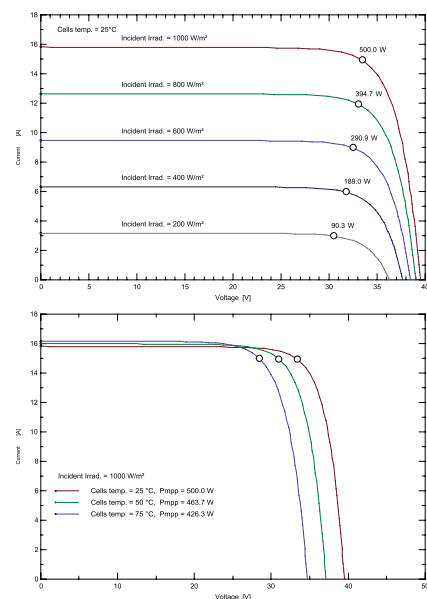 Cells temp. = 25°C
Incident Irrad. = 1000 W/m²
500.0 W
Incident Irrad. = 800 W/m²
394.7 W
Incident Irrad. = 600 W/m²
290.9 W
Incident Irrad. = 400 W/m²
189.0 W
Incident Irrad. = 200 W/m²
90.3 W
18
16
14
12
10
8
6
4
2
0
Current [A]
0 5 10 15 20 25 30 35 40
Voltage [V]
18
16
14
12
10
8
6
4
2
0
Current [A]
Incident Irrad. = 1000 W/m²
Cells temp. = 25 °C, Pmpp = 500.0 W
Cells temp. = 50 °C, Pmpp = 463.7 W
Cells temp. = 75 °C, Pmpp = 426.3 W
0 10 20 30 40 50
Voltage [V]